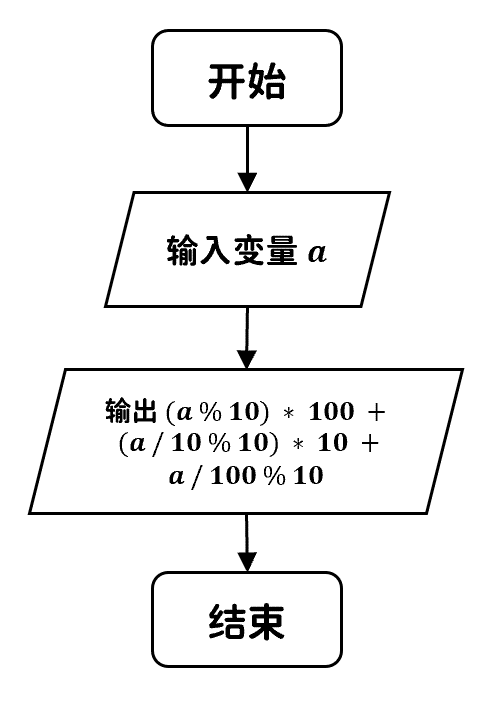 开始
输入变量 a
输出 (a % 10) * 100 +
(a / 10 % 10) * 10 +
a / 100 % 10
结束